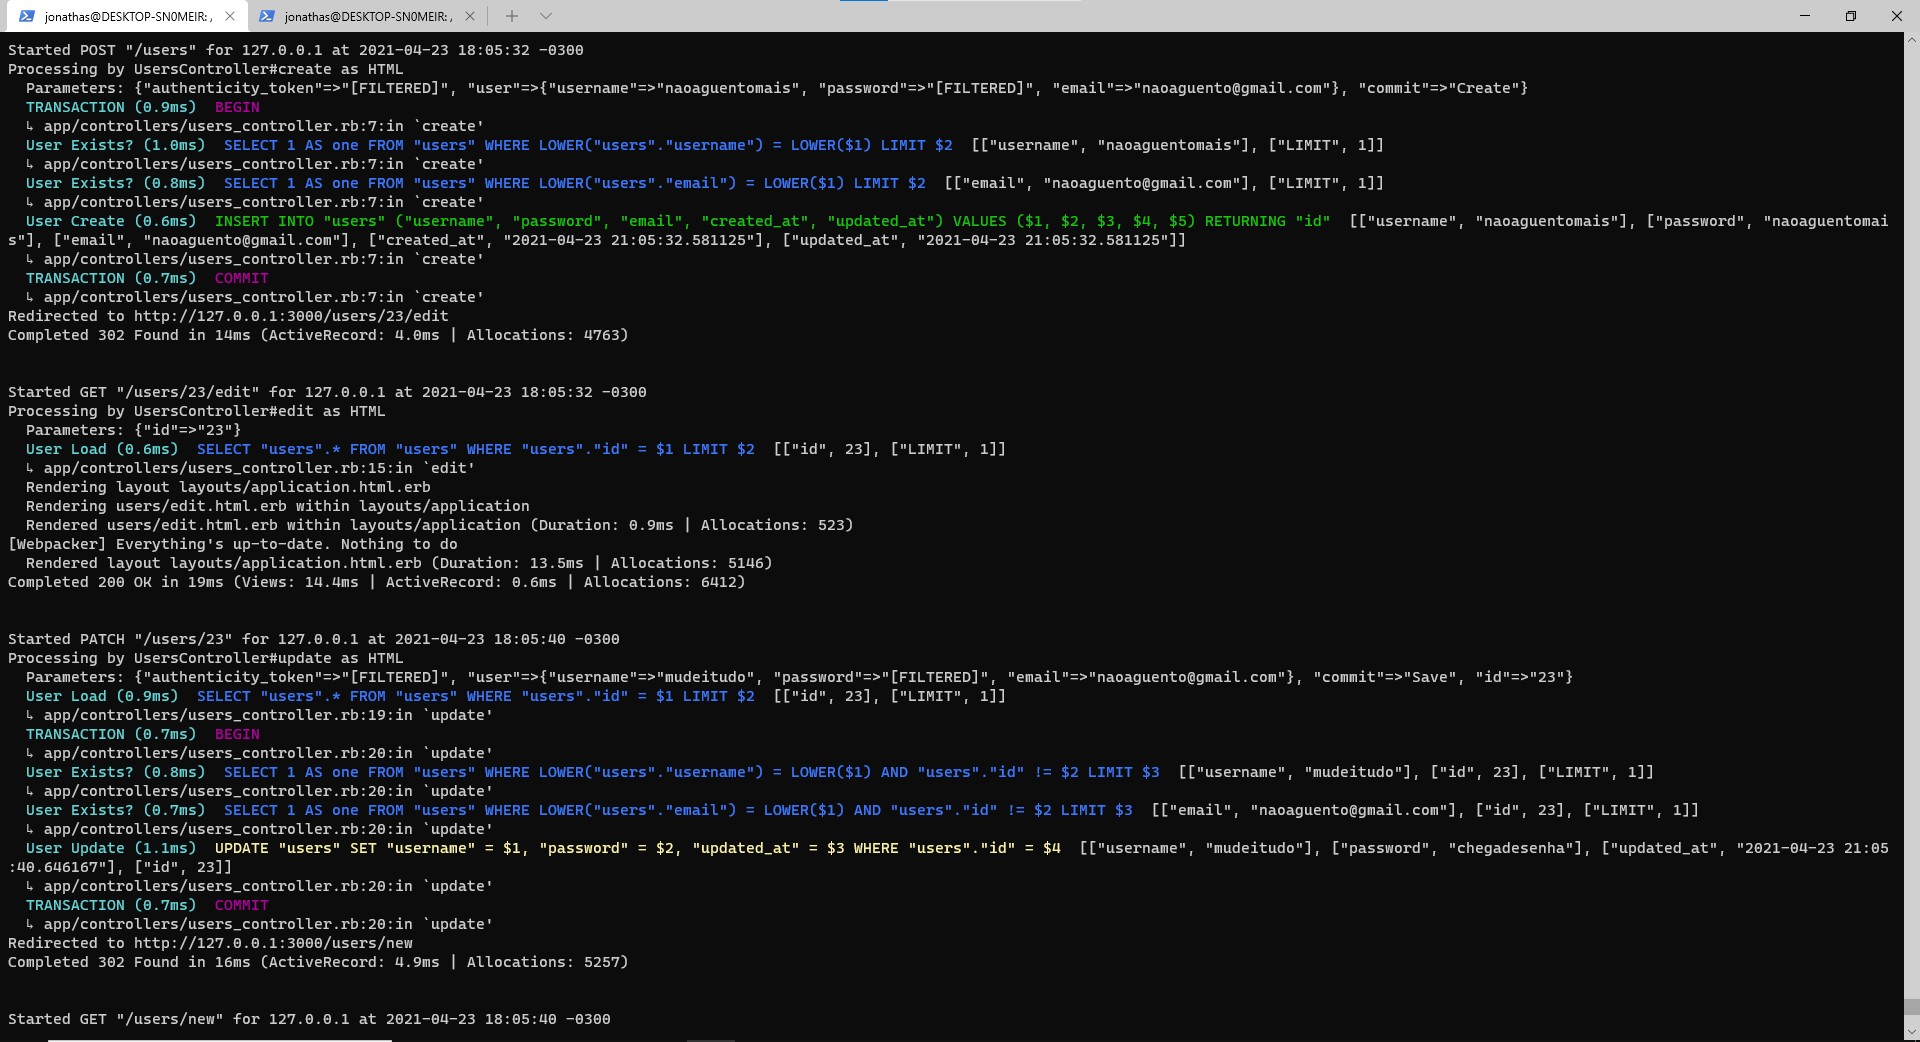 jonathas@DESKTOP-SN0MEIR: ,
jonathas@DESKTOP-SN0MEIR: ,
Started POST "/users" for 127.0.0.1 at 2021-04-23 18:05:32 -0300
Processing by UsersController#create as HTML
Parameters: {"authenticity_token"=>"[FILTERED]", "user"=>{"username"=>"naoaguentomais", "password"=>"[FILTERED]", "email"=>"naoaguento@gmail.com"}, "commit"=>"Create"}
TRANSACTION (0.9ms) BEGIN
↳ app/controllers/users_controller.rb:7:in `create'
User Exists? (1.0ms) SELECT 1 AS one FROM "users" WHERE LOWER("users"."username") = LOWER($1) LIMIT $2 [["username", "naoaguentomais"], ["LIMIT", 1]]
↳ app/controllers/users_controller.rb:7:in `create'
User Exists? (0.8ms) SELECT 1 AS one FROM "users" WHERE LOWER("users"."email") = LOWER($1) LIMIT $2 [["email", "naoaguento@gmail.com"], ["LIMIT", 1]]
↳ app/controllers/users_controller.rb:7:in `create'
User Create (0.6ms) INSERT INTO "users" ("username", "password", "email", "created_at", "updated_at") VALUES ($1, $2, $3, $4, $5) RETURNING "id" [["username", "naoaguentomais"], ["password", "naoaguentomai
s"], ["email", "naoaguento@gmail.com"], ["created_at", "2021-04-23 21:05:32.581125"], ["updated_at", "2021-04-23 21:05:32.581125"]]
↳ app/controllers/users_controller.rb:7:in `create'
TRANSACTION (0.7ms) COMMIT
↳ app/controllers/users_controller.rb:7:in `create'
Redirected to http://127.0.0.1:3000/users/23/edit
Completed 302 Found in 14ms (ActiveRecord: 4.0ms | Allocations: 4763)
Started GET "/users/23/edit" for 127.0.0.1 at 2021-04-23 18:05:32 -0300
Processing by UsersController#edit as HTML
Parameters: {"id"=>"23"}
User Load (0.6ms) SELECT "users".* FROM "users" WHERE "users"."id" = $1 LIMIT $2 [["id", 23], ["LIMIT", 1]]
↳ app/controllers/users_controller.rb:15:in `edit'
Rendering layout layouts/application.html.erb
Rendering users/edit.html.erb within layouts/application
Rendered users/edit.html.erb within layouts/application (Duration: 0.9ms | Allocations: 523)
[Webpacker] Everything's up-to-date. Nothing to do
Rendered layout layouts/application.html.erb (Duration: 13.5ms | Allocations: 5146)
Completed 200 OK in 19ms (Views: 14.4ms | ActiveRecord: 0.6ms | Allocations: 6412)
Started PATCH "/users/23" for 127.0.0.1 at 2021-04-23 18:05:40 -0300
Processing by UsersController#update as HTML
Parameters: {"authenticity_token"=>"[FILTERED]", "user"=>{"username"=>"mudeitudo", "password"=>"[FILTERED]", "email"=>"naoaguento@gmail.com"}, "commit"=>"Save", "id"=>"23"}
User Load (0.9ms) SELECT "users".* FROM "users" WHERE "users"."id" = $1 LIMIT $2 [["id", 23], ["LIMIT", 1]]
↳ app/controllers/users_controller.rb:19:in `update'
TRANSACTION (0.7ms) BEGIN
↳ app/controllers/users_controller.rb:20:in `update'
User Exists? (0.8ms) SELECT 1 AS one FROM "users" WHERE LOWER("users"."username") = LOWER($1) AND "users"."id" != $2 LIMIT $3 [["username", "mudeitudo"], ["id", 23], ["LIMIT", 1]]
↳ app/controllers/users_controller.rb:20:in `update'
User Exists? (0.7ms) SELECT 1 AS one FROM "users" WHERE LOWER("users"."email") = LOWER($1) AND "users"."id" != $2 LIMIT $3 [["email", "naoaguento@gmail.com"], ["id", 23], ["LIMIT", 1]]
↳ app/controllers/users_controller.rb:20:in `update'
User Update (1.1ms) UPDATE "users" SET "username" = $1, "password" = $2, "updated_at" = $3 WHERE "users"."id" = $4 [["username", "mudeitudo"], ["password", "chegadesenha"], ["updated_at", "2021-04-23 21:05
:40.646167"], ["id", 23]]
↳ app/controllers/users_controller.rb:20:in `update'
TRANSACTION (0.7ms) COMMIT
↳ app/controllers/users_controller.rb:20:in `update'
Redirected to http://127.0.0.1:3000/users/new
Completed 302 Found in 16ms (ActiveRecord: 4.9ms | Allocations: 5257)
Started GET "/users/new" for 127.0.0.1 at 2021-04-23 18:05:40 -0300